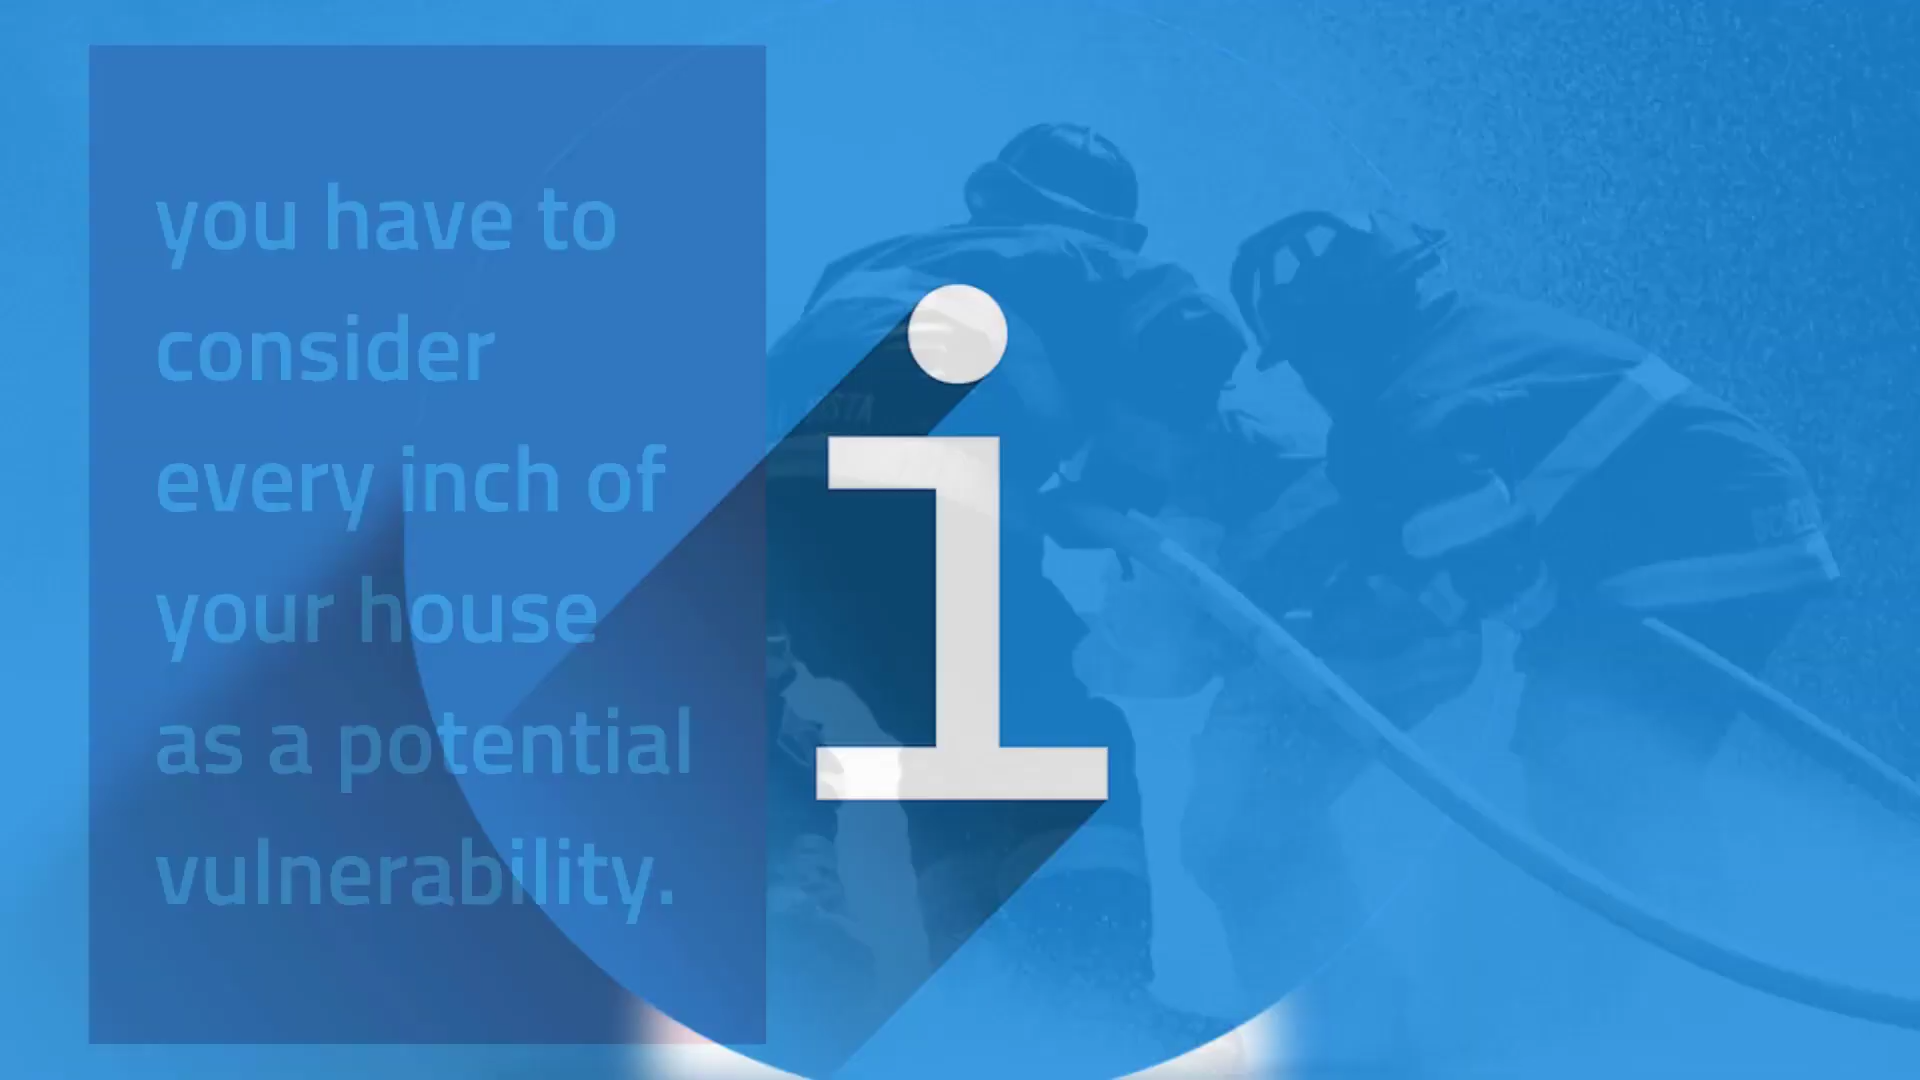 you have to
consider
every inch of
your house
as a potential
vulnerability.
i